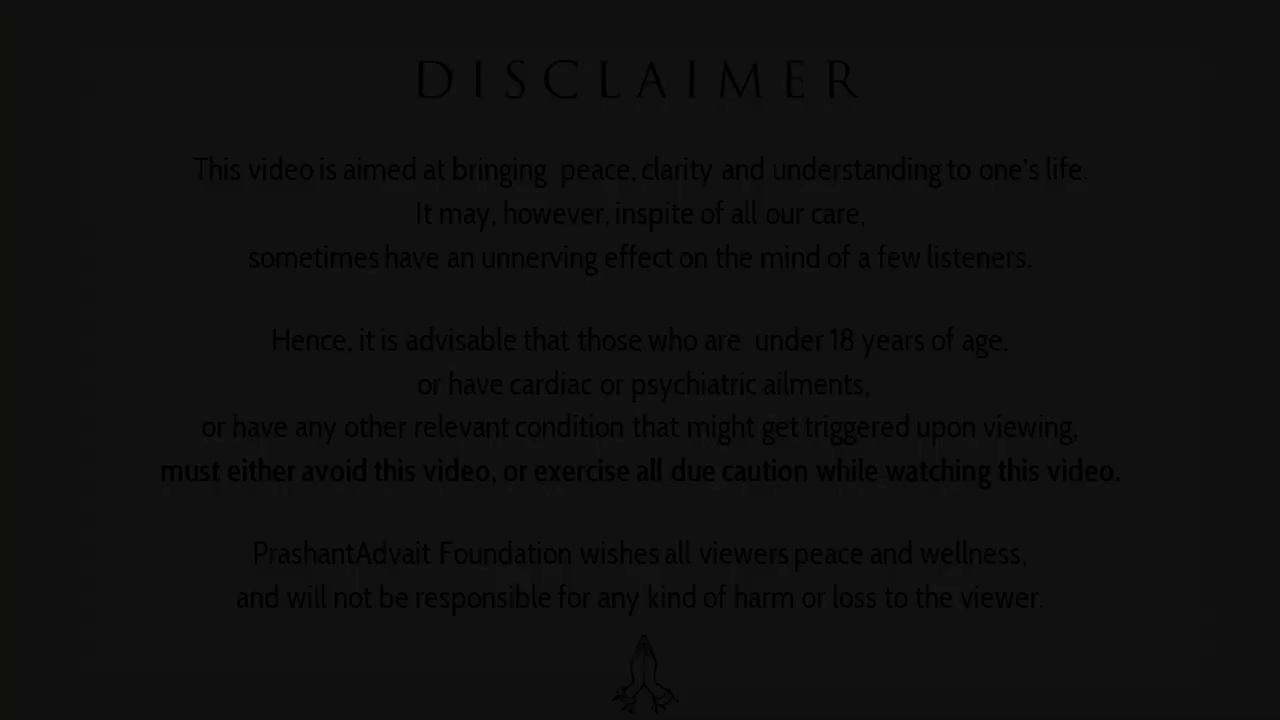 DISCLAIMER
This video is aimed at bringing peace, clarity and understanding to one's life.
It may, however, inspite of all our care,
sometimes have an unnerving effect on the mind of a few listeners.
Hence, it is advisable that those who are under 18 years of age,
or have cardiac or psychiatric ailments,
or have any other relevant condition that might get triggered upon viewing,
must either avoid this video, or exercise all due caution while watching this video.
PrashantAdvait Foundation wishes all viewers peace and wellness,
and will not be responsible for any kind of harm or loss to the viewer.